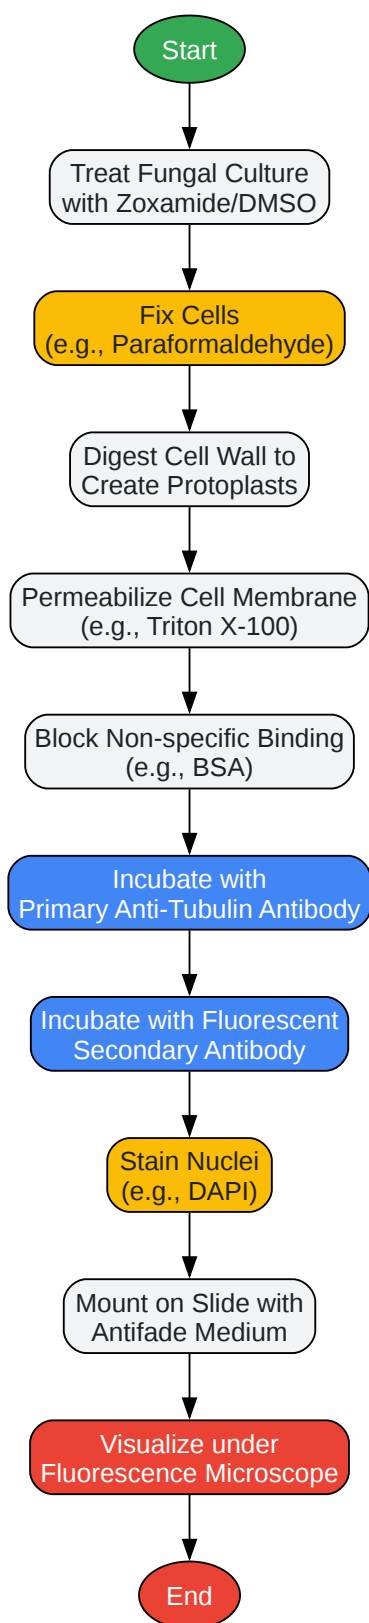 Start
Treat Fungal Culture
with Zoxamide/DMSO
Fix Cells
(e.g., Paraformaldehyde)
Digest Cell Wall to
Create Protoplasts
Permeabilize Cell Membrane
(e.g., Triton X-100)
Block Non-specific Binding
(e.g., BSA)
Incubate with
Primary Anti-Tubulin Antibody
Incubate with Fluorescent
Secondary Antibody
Stain Nuclei
(e.g., DAPI)
Mount on Slide with
Antifade Medium
Visualize under
Fluorescence Microscope
End